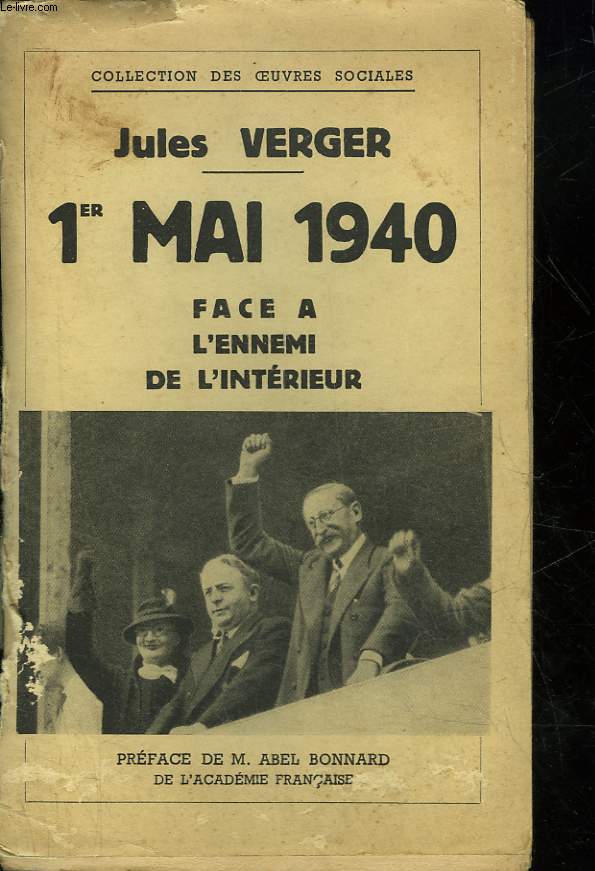 Le-livre.com
COLLECTION DES ŒUVRES SOCIALES
Jules VERGER
1ER MAI 1940
FACE A
L'ENNEMI
DE L'INTÉRIEUR
PRÉFACE DE M. ABEL BONNARD
DE L'ACADÉMIE FRANÇAISE